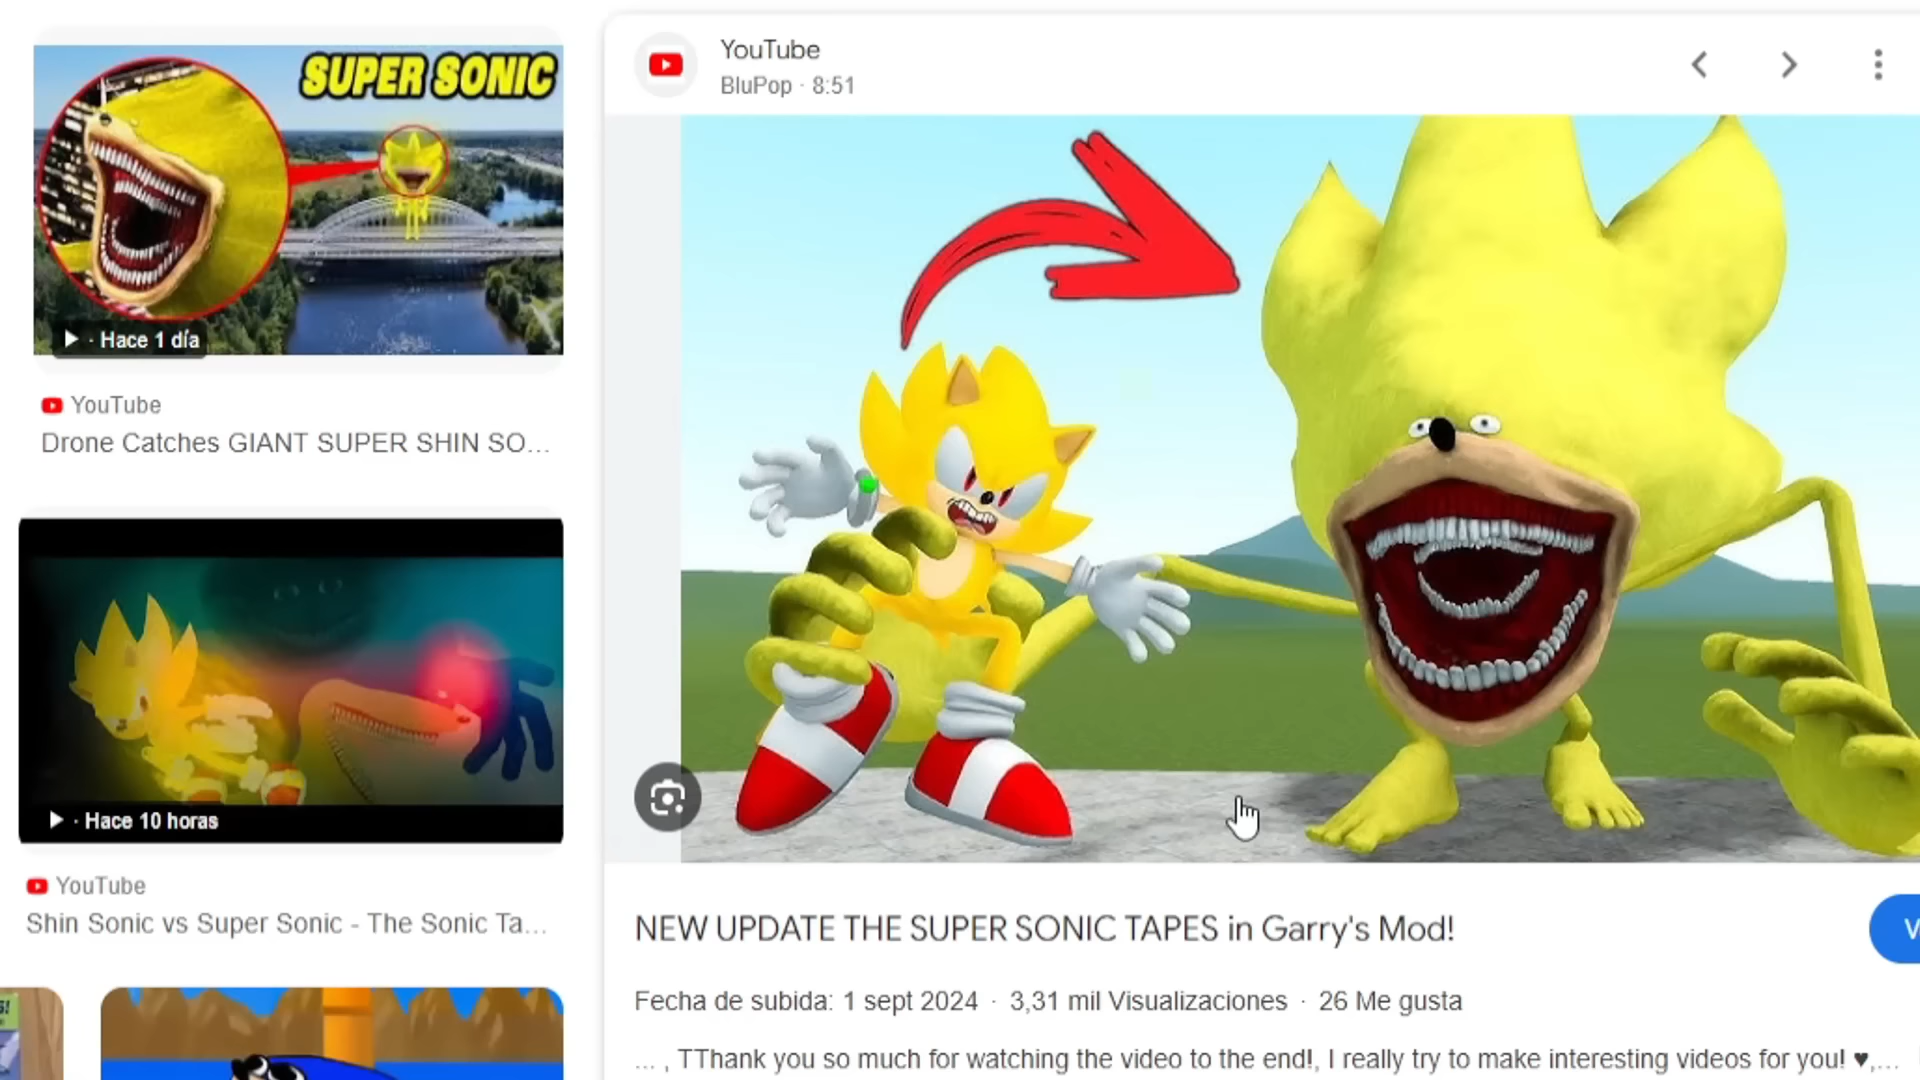 SUPER SONIC
· Hace 1 día
YouTube
Drone Catches GIANT SUPER SHIN SO...
· Hace 10 horas
YouTube
Shin Sonic vs Super Sonic - The Sonic Ta...
YouTube
BluPop · 8:51
NEW UPDATE THE SUPER SONIC TAPES in Garry's Mod!
Fecha de subida: 1 sept 2024 · 3,31 mil Visualizaciones · 26 Me gusta
... , TThank you so much for watching the video to the end!, I really try to make interesting videos for you! ♥,...